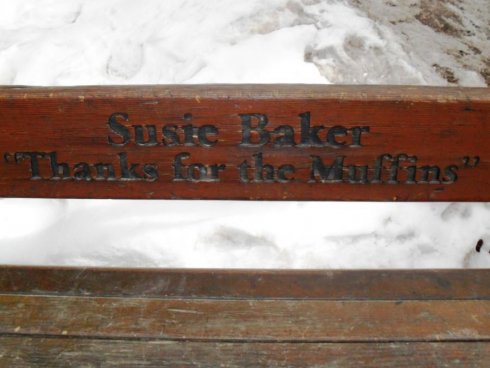 Susie Baker
“Thanks for the Muffins”